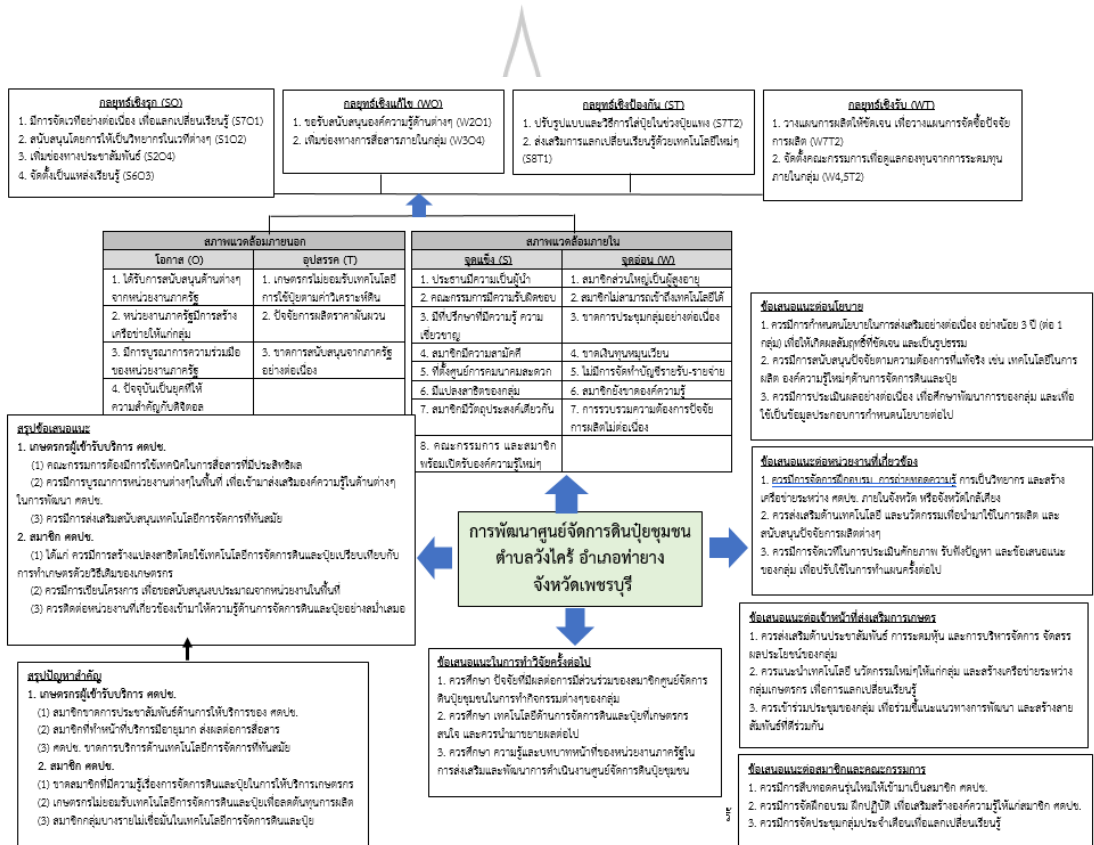 กลยุทธ์เชิงรุก (SO)
1. มีการจัดเวทีอย่างต่อเนื่อง เพื่อแลกเปลี่ยนเรียนรู้ (S7O1)
2. สนับสนุนโดยการให้เป็นวิทยากรในเวทีต่างๆ (S1O2)
3. เพิ่มช่องทางประชาสัมพันธ์ (S2O4)
4. จัดตั้งเป็นแหล่งเรียนรู้ (S6O3)
กลยุทธ์เชิงแก้ไข (WO)
1. ขอรับสนับสนุนองค์ความรู้ด้านต่างๆ (W2O1)
2. เพิ่มช่องทางการสื่อสารภายในกลุ่ม (W3O4)
กลยุทธ์เชิงป้องกัน (ST)
1. ปรับรูปแบบและวิธีการใส่ปุ๋ยในช่วงปุ๋ยแพง (S7T2)
2. ส่งเสริมการแลกเปลี่ยนเรียนรู้ด้วยเทคโนโลยีใหม่ๆ
(S8T1)
กลยุทธ์เชิงรับ (WT)
1. วางแผนการผลิตให้ชัดเจน เพื่อวางแผนการจัดซื้อปัจจัย
การผลิต (W7T2)
2. จัดตั้งคณะกรรมการเพื่อดูแลกองทุนจากการระดมทุน
ภายในกลุ่ม (W4,5T2)
สภาพแวดล้อมภายนอก
โอกาส (O)
อุปสรรค (T)
1. ได้รับการสนับสนุนด้านต่างๆ
จากหน่วยงานภาครัฐ
1. เกษตรกรไม่ยอมรับเทคโนโลยี
การใช้ปุ๋ยตามค่าวิเคราะห์ดิน
2. หน่วยงานภาครัฐมีการสร้าง
เครือข่ายให้แก่กลุ่ม
2. ปัจจัยการผลิตราคาผันผวน
3. มีการบูรณาการความร่วมมือ
ของหน่วยงานภาครัฐ
3. ขาดการสนับสนุนจากภาครัฐ
อย่างต่อเนื่อง
4. ปัจจุบันเป็นยุคที่ให้
ความสำคัญกับดิจิตอล
สภาพแวดล้อมภายใน
จุดแข็ง (S)
จุดอ่อน (W)
1. ประธานมีความเป็นผู้นำ
1. สมาชิกส่วนใหญ่เป็นผู้สูงอายุ
2. คณะกรรมการมีความรับผิดชอบ
2. สมาชิกไม่สามารถเข้าถึงเทคโนโลยีได้
3. มีที่ปรึกษาที่มีความรู้ ความ
เชี่ยวชาญ
3. ขาดการประชุมกลุ่มอย่างต่อเนื่อง
4. สมาชิกมีความสามัคคี
4. ขาดเงินทุนหมุนเวียน
5. ที่ตั้งศูนย์การคมนาคมสะดวก
5. ไม่มีการจัดทำบัญชีรายรับ-รายจ่าย
6. มีแปลงสาธิตของกลุ่ม
6. สมาชิกยังขาดองค์ความรู้
7. สมาชิกมีวัตถุประสงค์เดียวกัน
7. การรวบรวมความต้องการปัจจัย
การผลิตไม่ต่อเนื่อง
8. คณะกรรมการ และสมาชิก
พร้อมเปิดรับองค์ความรู้ใหม่ๆ
สรุปข้อเสนอแนะ
1. เกษตรกรผู้เข้ารับบริการ ศดปช.
(1) คณะกรรมการต้องมีการใช้เทคนิคในการสื่อสารที่มีประสิทธิผล
(2) ควรมีการบูรณาการหน่วยงานต่างๆในพื้นที่ เพื่อเข้ามาส่งเสริมองค์ความรู้ในด้านต่างๆ
ในการพัฒนา ศดปช.
(3) ควรมีการส่งเสริมสนับสนุนเทคโนโลยีการจัดการที่ทันสมัย
2. สมาชิก ศดปช.
(1) ได้แก่ ควรมีการสร้างแปลงสาธิตโดยใช้เทคโนโลยีการจัดการดินและปุ๋ยเปรียบเทียบกับ
การทำเกษตรด้วยวิธีเดิมของเกษตรกร
(2) ควรมีการเขียนโครงการ เพื่อขอสนับสนุนงบประมาณจากหน่วยงานในพื้นที่
(3) ควรติดต่อหน่วยงานที่เกี่ยวข้องเข้ามาให้ความรู้ด้านการจัดการดินและปุ๋ยอย่างสม่ำเสมอ
สรุปปัญหาสำคัญ
1. เกษตรกรผู้เข้ารับบริการ ศดปช.
(1) สมาชิกขาดการประชาสัมพันธ์ด้านการให้บริการของ ศดปช.
(2) สมาชิกที่ทำหน้าที่บริการมีอายุมาก ส่งผลต่อการสื่อสาร
(3) ศดปช. ขาดการบริการด้านเทคโนโลยีการจัดการที่ทันสมัย
2. สมาชิก ศดปช.
(1) ขาดสมาชิกที่มีความรู้เรื่องการจัดการดินและปุ๋ยในการให้บริการเกษตรกร
(2) เกษตรกรไม่ยอมรับเทคโนโลยีการจัดการดินและปุ๋ยเพื่อลดต้นทุนการผลิต
(3) สมาชิกกลุ่มบางรายไม่เชื่อมั่นในเทคโนโลยีการจัดการดินและปุ๋ย
การพัฒนาศูนย์จัดการดินปุ๋ยชุมชน
ตำบลวังไคร้ อำเภอท่ายาง
จังหวัดเพชรบุรี
ข้อเสนอแนะในการทำวิจัยครั้งต่อไป
1. ควรศึกษา ปัจจัยที่มีผลต่อการมีส่วนร่วมของสมาชิกศูนย์จัดการ
ดินปุ๋ยชุมชนในการทำกิจกรรมต่างๆของกลุ่ม
2. ควรศึกษา เทคโนโลยีด้านการจัดการดินและปุ๋ยที่เกษตรกร
สนใจ และควรนำมาขยายผลต่อไป
3. ควรศึกษา ความรู้และบทบาทหน้าที่ของหน่วยงานภาครัฐใน
การส่งเสริมและพัฒนาการดำเนินงานศูนย์จัดการดินปุ๋ยชุมชน
ข้อเสนอแนะต่อนโยบาย
1. ควรมีการกำหนดนโยบายในการส่งเสริมอย่างต่อเนื่อง อย่างน้อย 3 ปี (ต่อ 1
กลุ่ม) เพื่อให้เกิดผลสัมฤทธิ์ที่ชัดเจน และเป็นรูปธรรม
2. ควรมีการสนับสนุนปัจจัยตามความต้องการที่แท้จริง เช่น เทคโนโลยีในการ
ผลิต องค์ความรู้ใหม่ๆด้านการจัดการดินและปุ๋ย
3. ควรมีการประเมินผลอย่างต่อเนื่อง เพื่อศึกษาพัฒนาการของกลุ่ม และเพื่อ
ใช้เป็นข้อมูลประกอบการกำหนดนโยบายต่อไป
ข้อเสนอแนะต่อหน่วยงานที่เกี่ยวข้อง
1. ควรมีการจัดการฝึกอบรม การถ่ายทอดความรู้ การเป็นวิทยากร และสร้าง
เครือข่ายระหว่าง ศดปช. ภายในจังหวัด หรือจังหวัดใกล้เคียง
2. ควรส่งเสริมด้านเทคโนโลยี และนวัตกรรมเพื่อนำมาใช้ในการผลิต และ
สนับสนุนปัจจัยการผลิตต่างๆ
3. ควรมีการจัดเวทีในการประเมินศักยภาพ รับฟังปัญหา และข้อเสนอแนะ
ของกลุ่ม เพื่อปรับใช้ในการทำแผนครั้งต่อไป
ข้อเสนอแนะต่อเจ้าหน้าที่ส่งเสริมการเกษตร
1. ควรส่งเสริมด้านประชาสัมพันธ์ การระดมหุ้น และการบริหารจัดการ จัดสรร
ผลประโยชน์ของกลุ่ม
2. ควรแนะนำเทคโนโลยี นวัตกรรมใหม่ๆให้แก่กลุ่ม และสร้างเครือข่ายระหว่าง
กลุ่มเกษตรกร เพื่อการแลกเปลี่ยนเรียนรู้
3. ควรเข้าร่วมประชุมของกลุ่ม เพื่อร่วมชี้แนะแนวทางการพัฒนา และสร้างสาย
สัมพันธ์ที่ดีร่วมกัน
ข้อเสนอแนะต่อสมาชิกและคณะกรรมการ
1. ควรมีการสืบทอดคนรุ่นใหม่ให้เข้ามาเป็นสมาชิก ศดปช.
2. ควรมีการจัดฝึกอบรม ฝึกปฏิบัติ เพื่อเสริมสร้างองค์ความรู้ให้แก่สมาชิก ศดปช.
3. ควรมีการจัดประชุมกลุ่มประจำเดือนเพื่อแลกเปลี่ยนเรียนรู้